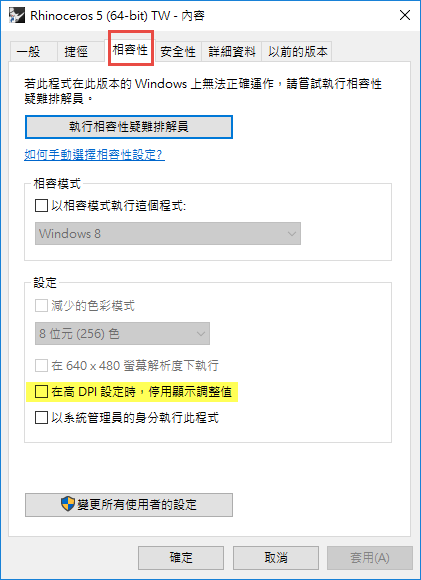 Rhinoceros 5 (64-bit) TW - 內容
一般 捷徑 相容性 安全性 詳細資料 以前的版本
若此程式在此版本的 Windows 上無法正確運作，請嘗試執行相容性
疑難排解員。
執行相容性疑難排解員
如何手動選擇相容性設定?
相容模式
以相容模式執行這個程式:
Windows 8
設定
減少的色彩模式
8 位元 (256) 色
在 640 x 480 螢幕解析度下執行
在高 DPI 設定時，停用顯示調整值
以系統管理員的身分執行此程式
變更所有使用者的設定
確定 取消 套用(A)